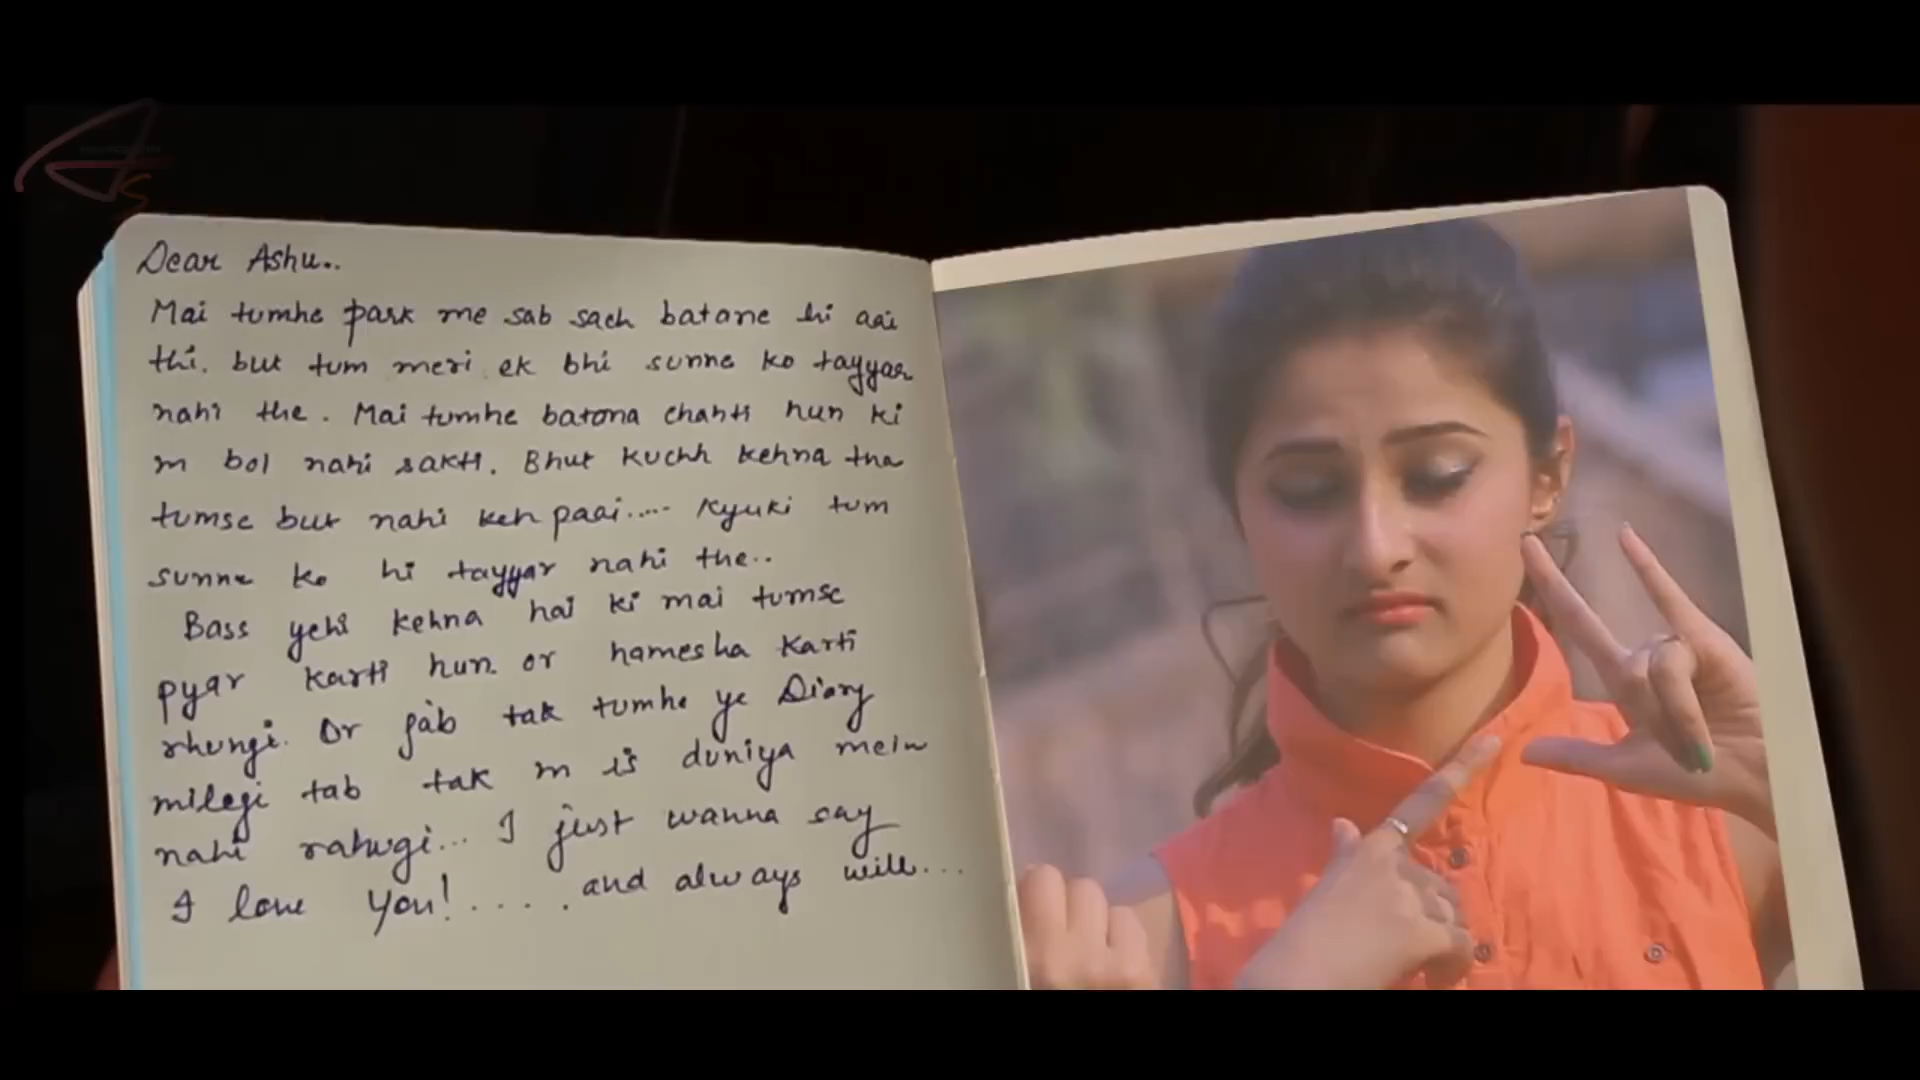 Dear Ashu..
Mai tumhe park me sab sach batane hi aai
thi. but tum meri ek bhi sunne ko tayyar
nahi the. Mai tumhe batana chahti hun ki
m bol nahi sakti. Bhut kuchh kehna tha
tumse but nahi keh paai..... Kyuki tum
sunne ko hi tayyar nahi the..
Bass yehi kehna hai ki mai tumse
pyar karti hun or hamesha karti
rhungi. Or jab tak tumhe ye Diary
milegi tab tak m is duniya mein
nahi rahugi... I just wanna say
I love you!..... and always will...